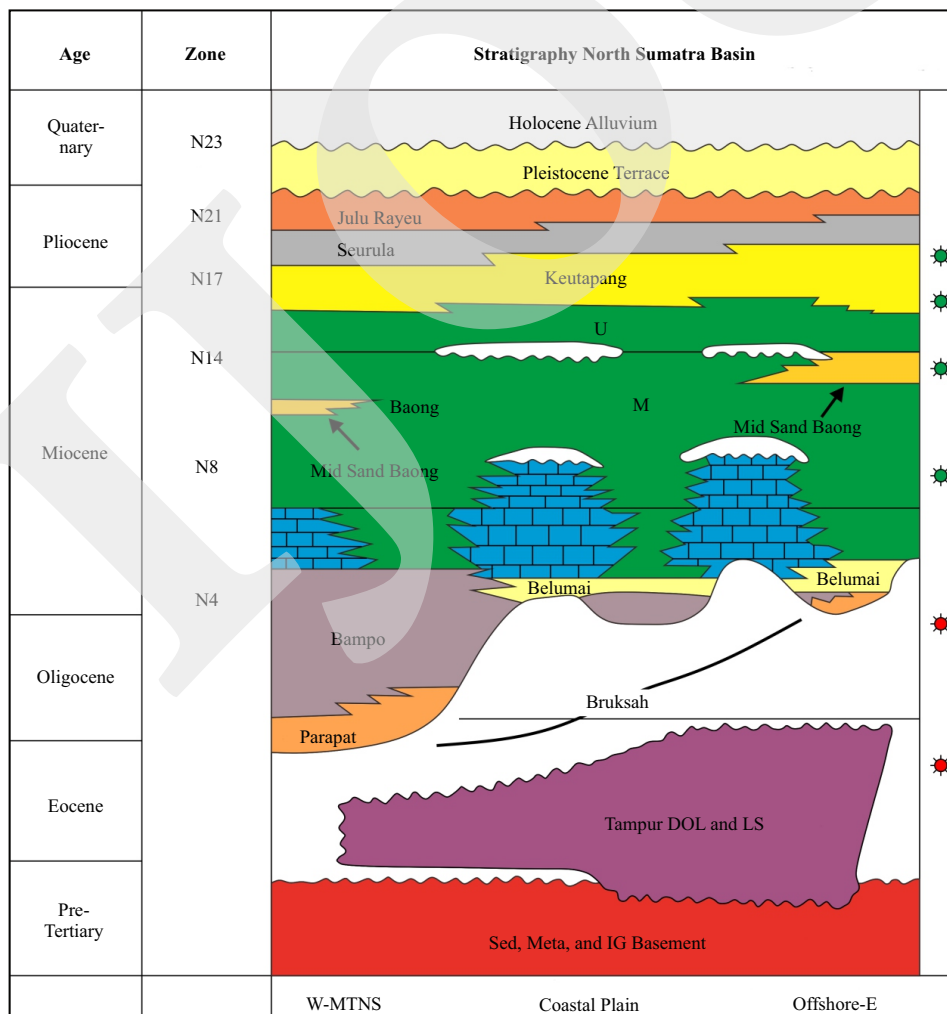 Age
Zone
Stratigraphy North Sumatra Basin
Quater-
nary
N23
Holocene Alluvium
Pleistocene Terrace
Pliocene
N21
Julu Rayeu
Seurula
N17
Keutapang
U
N14
Miocene
Baong
M
Mid Sand Baong
N8
Mid Sand Baong
Belumai
Belumai
N4
Oligocene
Bampo
Bruksah
Parapat
Eocene
Tampur DOL and LS
Pre-
Tertiary
Sed, Meta, and IG Basement
W-MTNS
Coastal Plain
Offshore-E